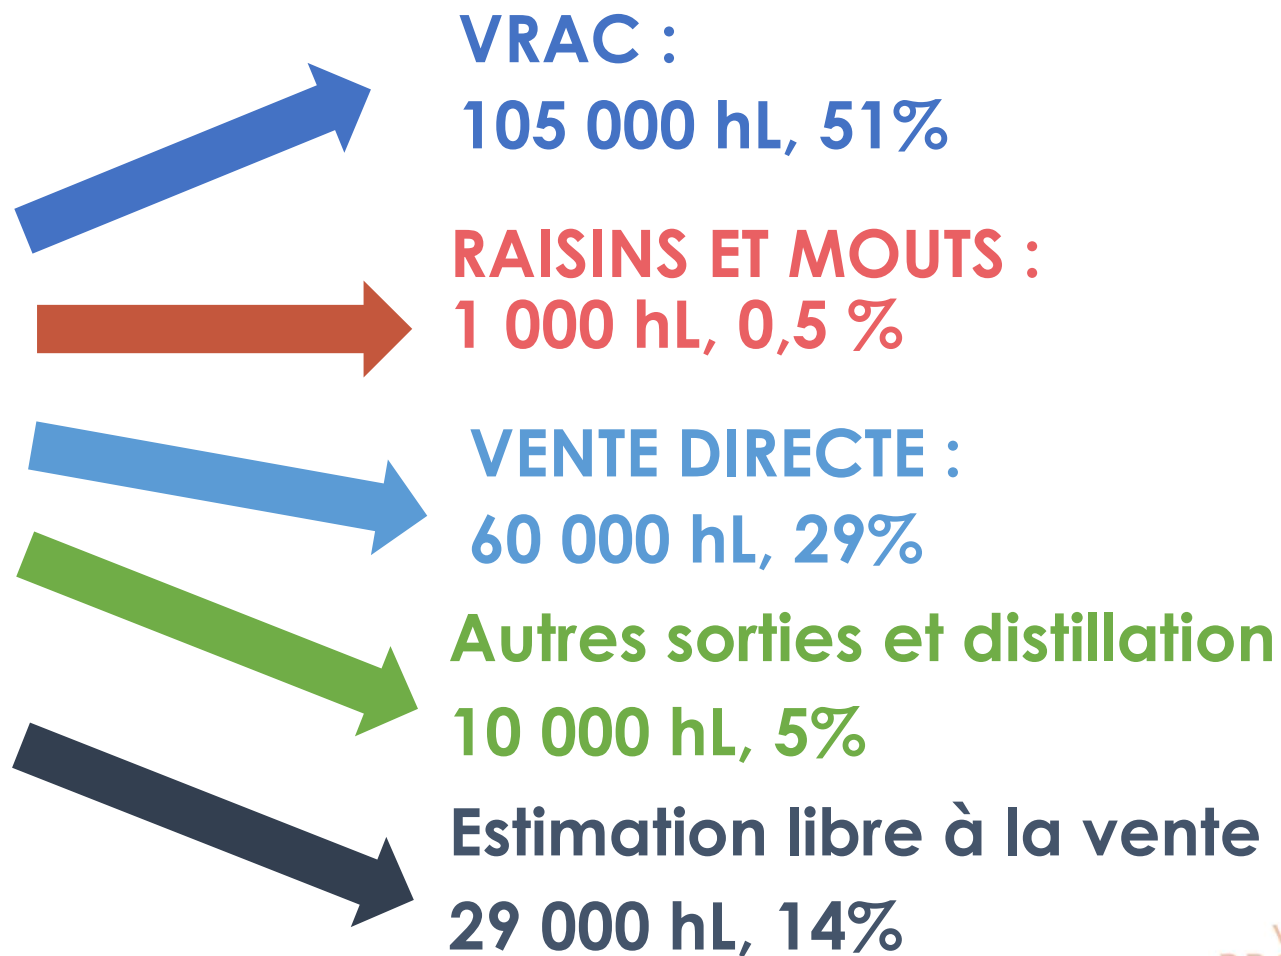 VRAC :
105 000 hL, 51%
RAISINS ET MOUTS :
1 000 hL, 0,5 %
VENTE DIRECTE :
60 000 hL, 29%
Autres sorties et distillation
10 000 hL, 5%
Estimation libre à la vente
29 000 hL, 14%